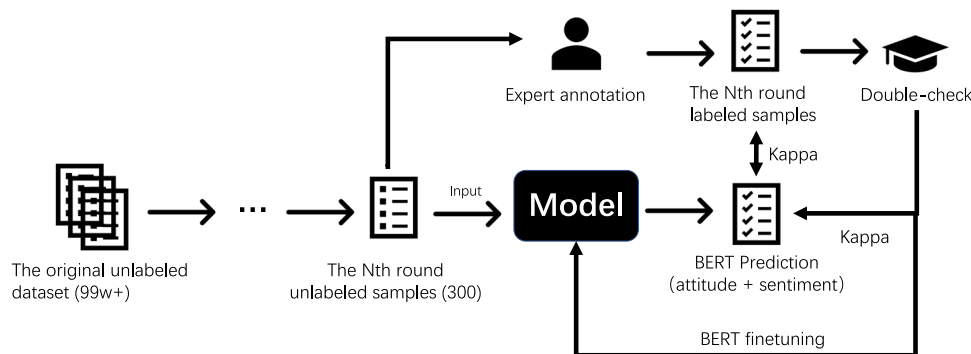 Expert annotation
The Nth round
labeled samples
Double-check
Kappa
Input
Model
...
Kappa
The original unlabeled
dataset (99w+)
The Nth round
unlabeled samples (300)
BERT Prediction
(attitude + sentiment)
BERT finetuning